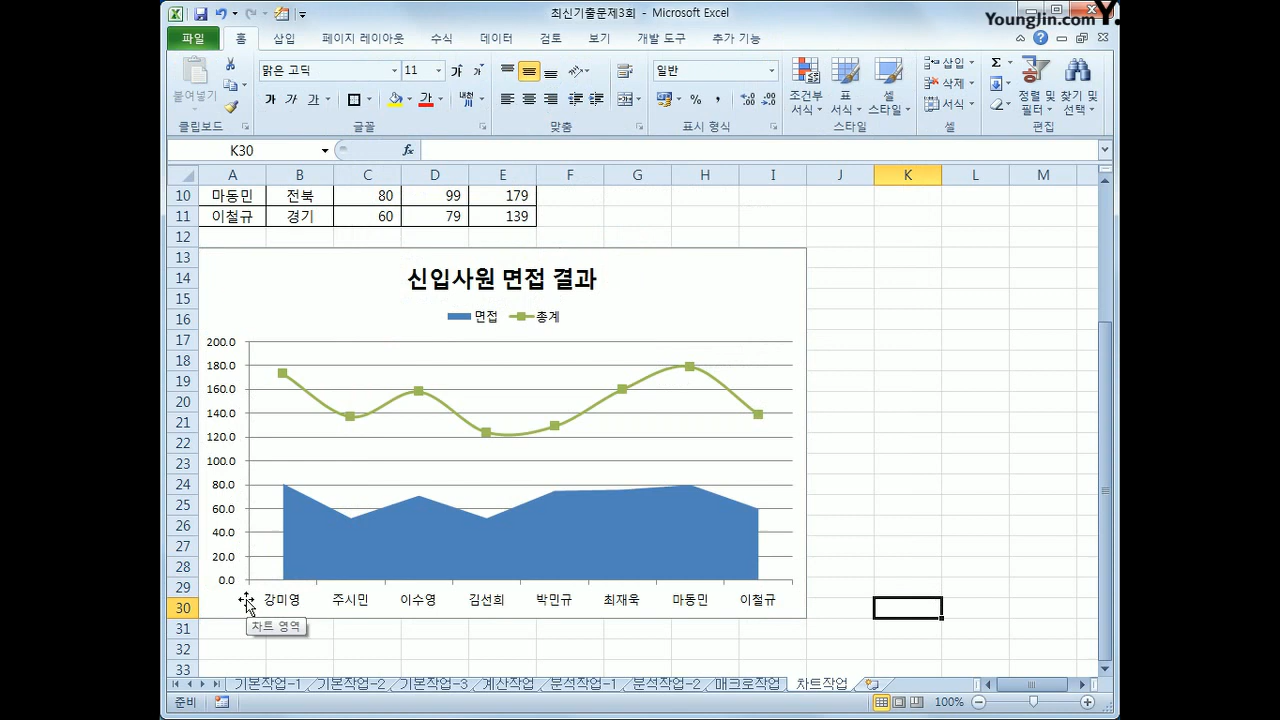 최신기출문제3회 - Microsoft Excel
YoungJin.com Y.
파일 홈 삽입 페이지 레이아웃 수식 데이터 검토 보기 개발 도구 추가 기능
붙여넣기
맑은 고딕 11
가 가 가 가 내천
일반
조건부 서식 표 서식 셀 스타일
삽입
삭제
서식
정렬 및 필터 찾기 및 선택
클립보드 글꼴 맞춤 표시 형식 스타일 셀 편집
K30 fx
A B C D E F G H I J K L M
10 마동민 전북 80 99 179
11 이철규 경기 60 79 139
12
13
14
15
16
17
18
19
20
21
22
23
24
25
26
27
28
29
30
31
32
33
신입사원 면접 결과
면접 총계
200.0
180.0
160.0
140.0
120.0
100.0
80.0
60.0
40.0
20.0
0.0
강미영 주시민 이수영 김선희 박민규 최재욱 마동민 이철규
차트 영역
기본작업-1 기본작업-2 기본작업-3 계산작업 분석작업-1 분석작업-2 매크로작업 차트작업
준비 100%